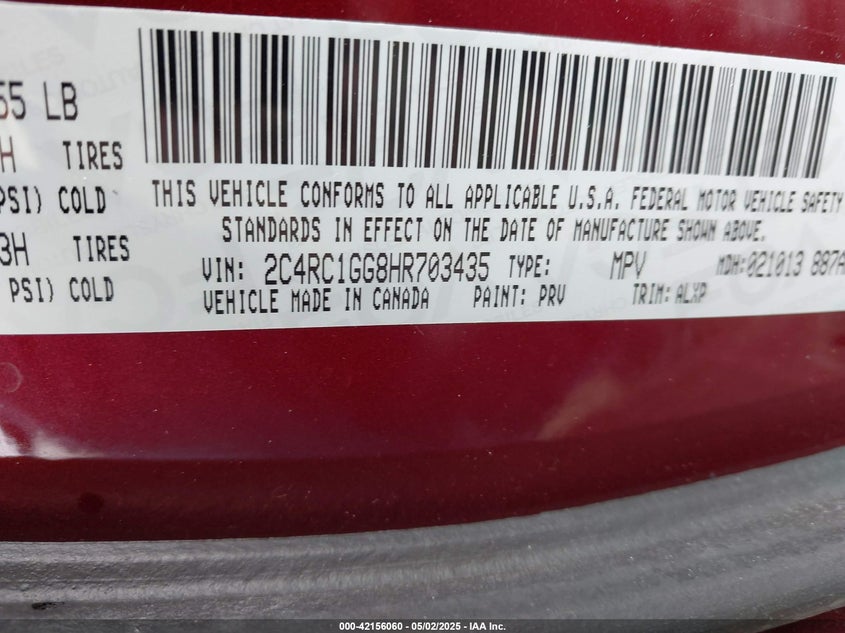 55 LB
H TIRES
PSI) COLD
3H TIRES
PSI) COLD
THIS VEHICLE CONFORMS TO ALL APPLICABLE U.S.A. FEDERAL MOTOR VEHICLE SAFETY
STANDARDS IN EFFECT ON THE DATE OF MANUFACTURE SHOWN ABOVE.
VIN: 2C4RC1GG8HR703435 TYPE: MPV MDH:021013 887A
VEHICLE MADE IN CANADA PAINT: PRV TRIM: ALXP
000-42156060 — 05/02/2025 — IAA Inc.